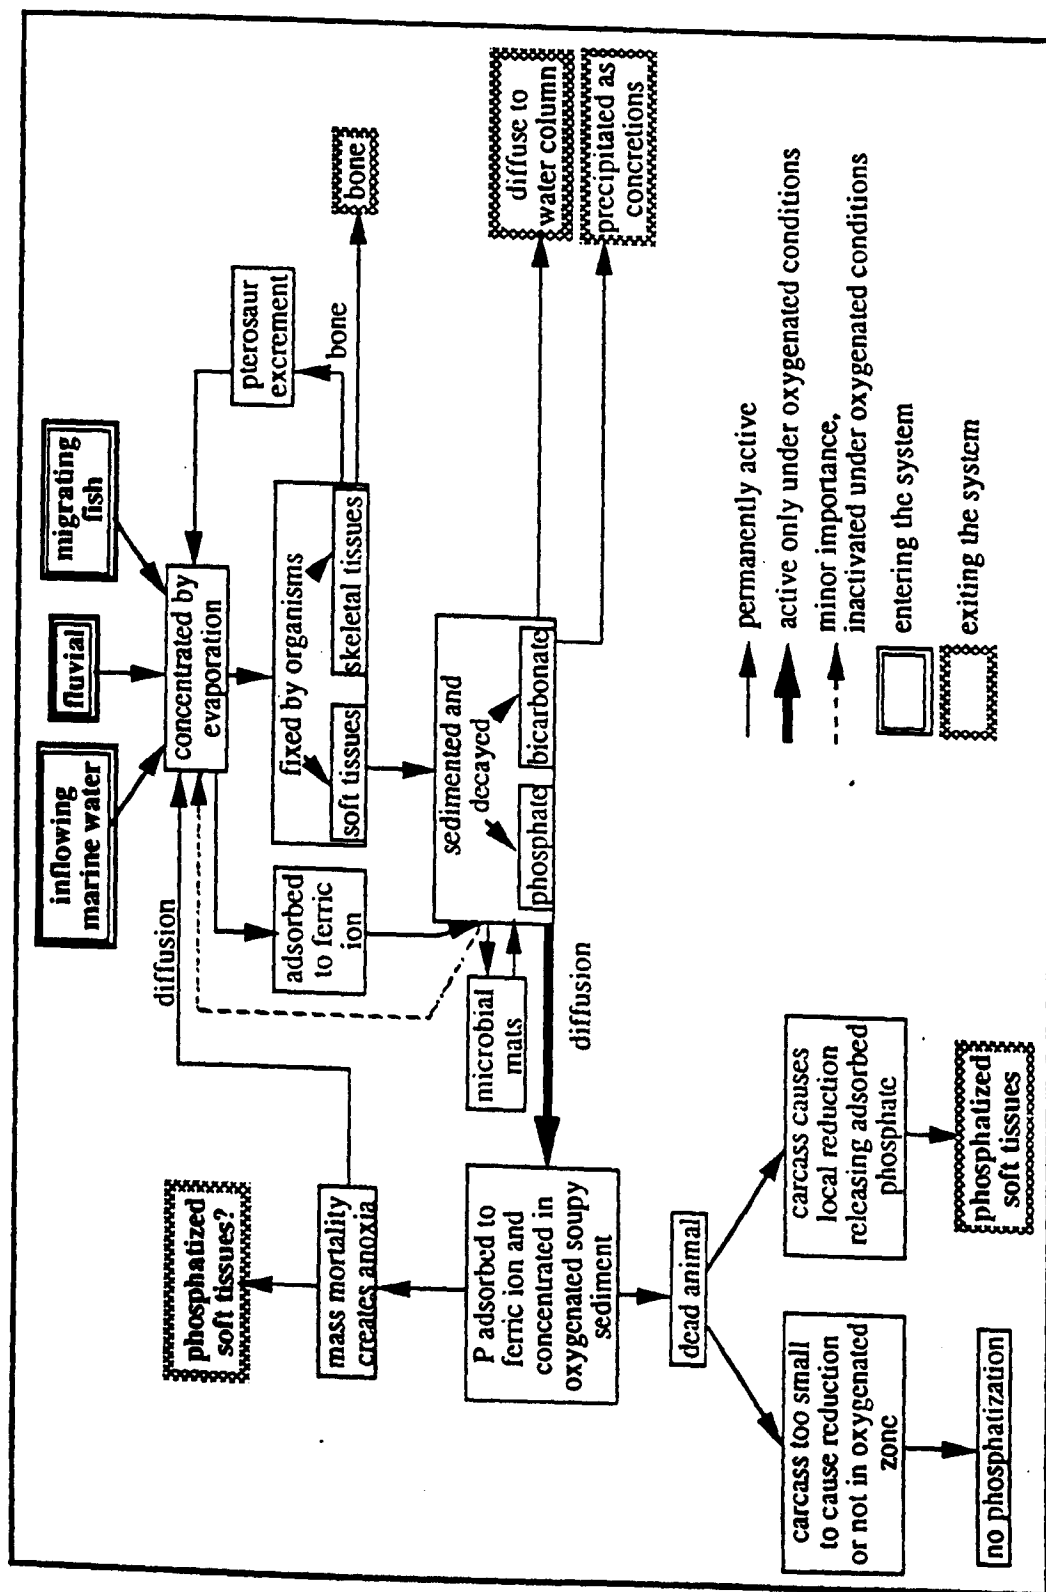 inflowing
marine water
fluvial
migrating
fish
diffusion
concentrated by
evaporation
pterosaur
excrement
adsorbed
to ferric
ion
fixed by organisms
soft tissues
skeletal tissues
bone
bone
phosphatized
soft tissues?
mass mortality
creates anoxia
microbial
mats
sedimented and
decayed
phosphate
bicarbonate
diffuse to
water column
precipitated as
concretions
diffusion
P adsorbed to
ferric ion and
concentrated in
oxygenated soupy
sediment
dead animal
carcass too small
to cause reduction
or not in oxygenated
zone
no phosphatization
carcass causes
local reduction
releasing adsorbed
phosphate
phosphatized
soft tissues
permanently active
active only under oxygenated conditions
minor importance,
inactivated under oxygenated conditions
entering the system
exiting the system